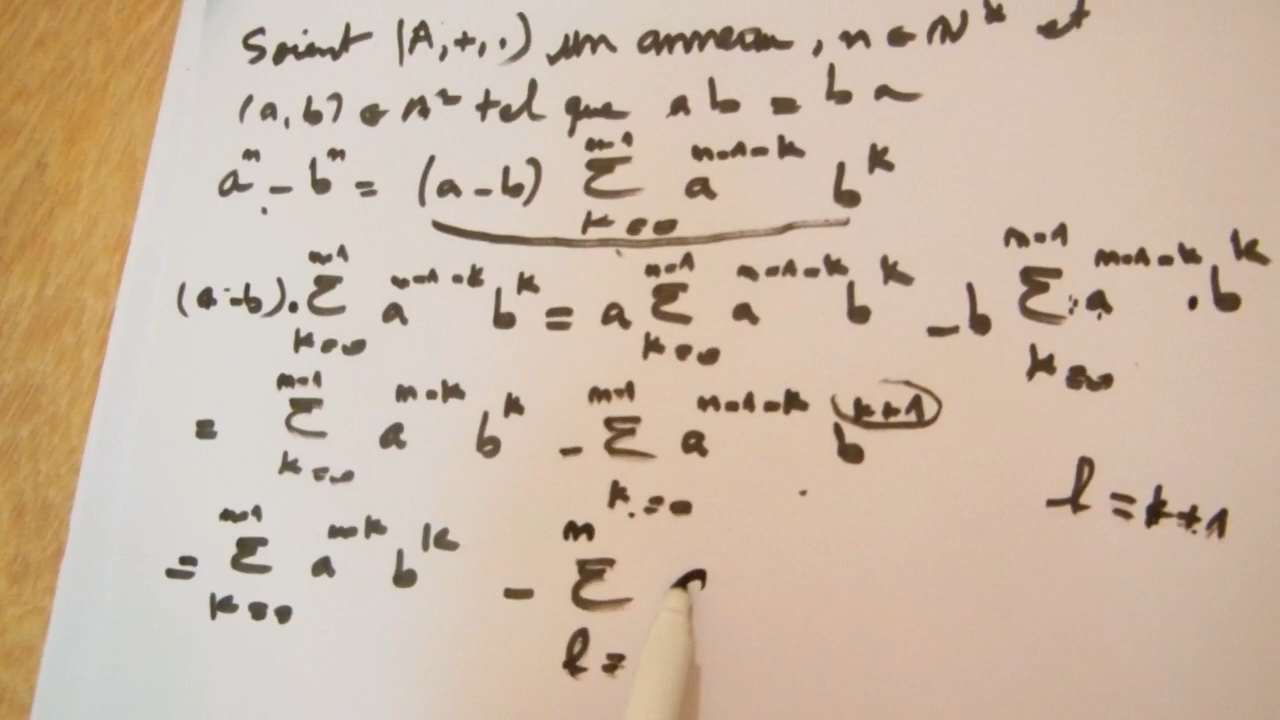 Soient (A,+,.) un anneau, n ∈ N* et
(a,b) ∈ A² tel que ab = ba
aⁿ - bⁿ = (a-b) Σ_{k=0}^{n-1} a^{n-1-k} b^k
(a-b). Σ_{k=0}^{n-1} a^{n-1-k} b^k = a Σ_{k=0}^{n-1} a^{n-1-k} b^k - b Σ_{k=0}^{n-1} a^{n-1-k} . b^k
= Σ_{k=0}^{n-1} a^{n-k} b^k - Σ_{k=0}^{n-1} a^{n-1-k} b^{k+1}
l = k+1
= Σ_{k=0}^{n-1} a^{n-k} b^k - Σ_{l=}^{n}